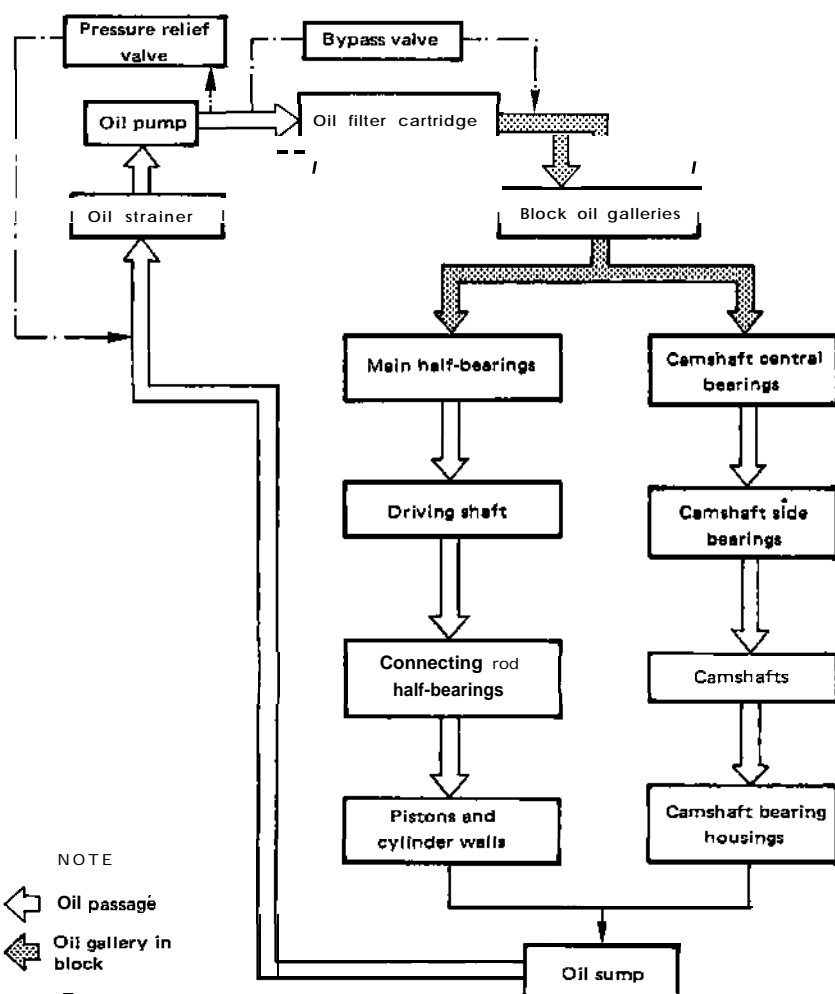 Pressure relief
valve
Bypass valve
Oil pump
Oil filter cartridge
Oil strainer
Block oil galleries
Main half-bearings
Camshaft central
bearings
Driving shaft
Camshaft side
bearings
Connecting rod
half-bearings
Camshafts
Pistons and
cylinder walls
Camshaft bearing
housings
NOTE
Oil passage
Oil gallery in
block
Oil sump